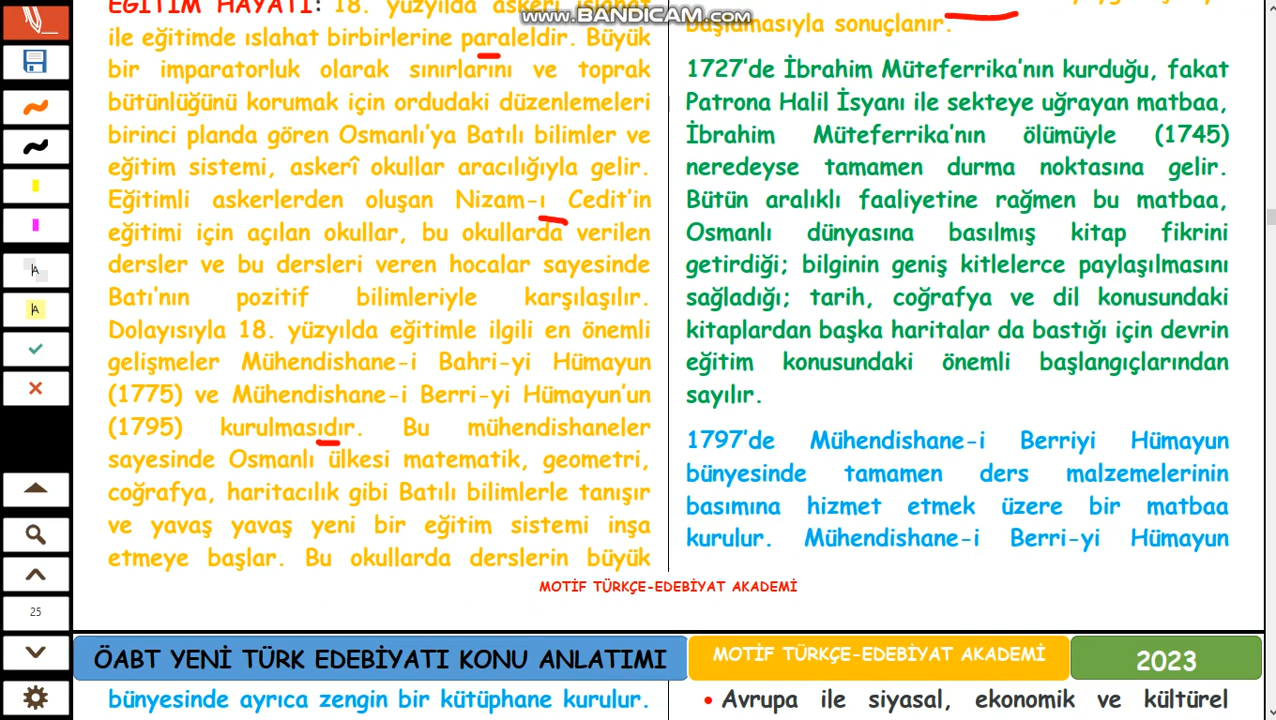 www.BANDICAM.com
EĞİTİM HAYATI: 18. yüzyılda askerî ıslahat
ile eğitimde ıslahat birbirlerine paraleldir. Büyük
bir imparatorluk olarak sınırlarını ve toprak
bütünlüğünü korumak için ordudaki düzenlemeleri
birinci planda gören Osmanlı'ya Batılı bilimler ve
eğitim sistemi, askerî okullar aracılığıyla gelir.
Eğitimli askerlerden oluşan Nizam-ı Cedit'in
eğitimi için açılan okullar, bu okullarda verilen
dersler ve bu dersleri veren hocalar sayesinde
Batı'nın pozitif bilimleriyle karşılaşılır.
Dolayısıyla 18. yüzyılda eğitimle ilgili en önemli
gelişmeler Mühendishane-i Bahri-yi Hümayun
(1775) ve Mühendishane-i Berri-yi Hümayun'un
(1795) kurulmasıdır. Bu mühendishaneler
sayesinde Osmanlı ülkesi matematik, geometri,
coğrafya, haritacılık gibi Batılı bilimlerle tanışır
ve yavaş yavaş yeni bir eğitim sistemi inşa
etmeye başlar. Bu okullarda derslerin büyük
başlamasıyla sonuçlanır.
1727'de İbrahim Müteferrika'nın kurduğu, fakat
Patrona Halil İsyanı ile sekteye uğrayan matbaa,
İbrahim Müteferrika'nın ölümüyle (1745)
neredeyse tamamen durma noktasına gelir.
Bütün aralıklı faaliyetine rağmen bu matbaa,
Osmanlı dünyasına basılmış kitap fikrini
getirdiği; bilginin geniş kitlelerce paylaşılmasını
sağladığı; tarih, coğrafya ve dil konusundaki
kitaplardan başka haritalar da bastığı için devrin
eğitim konusundaki önemli başlangıçlarından
sayılır.
1797'de Mühendishane-i Berriyi Hümayun
bünyesinde tamamen ders malzemelerinin
basımına hizmet etmek üzere bir matbaa
kurulur. Mühendishane-i Berri-yi Hümayun
MOTİF TÜRKÇE-EDEBİYAT AKADEMİ
25
ÖABT YENİ TÜRK EDEBİYATI KONU ANLATIMI
MOTİF TÜRKÇE-EDEBİYAT AKADEMİ
2023
bünyesinde ayrıca zengin bir kütüphane kurulur.
• Avrupa ile siyasal, ekonomik ve kültürel